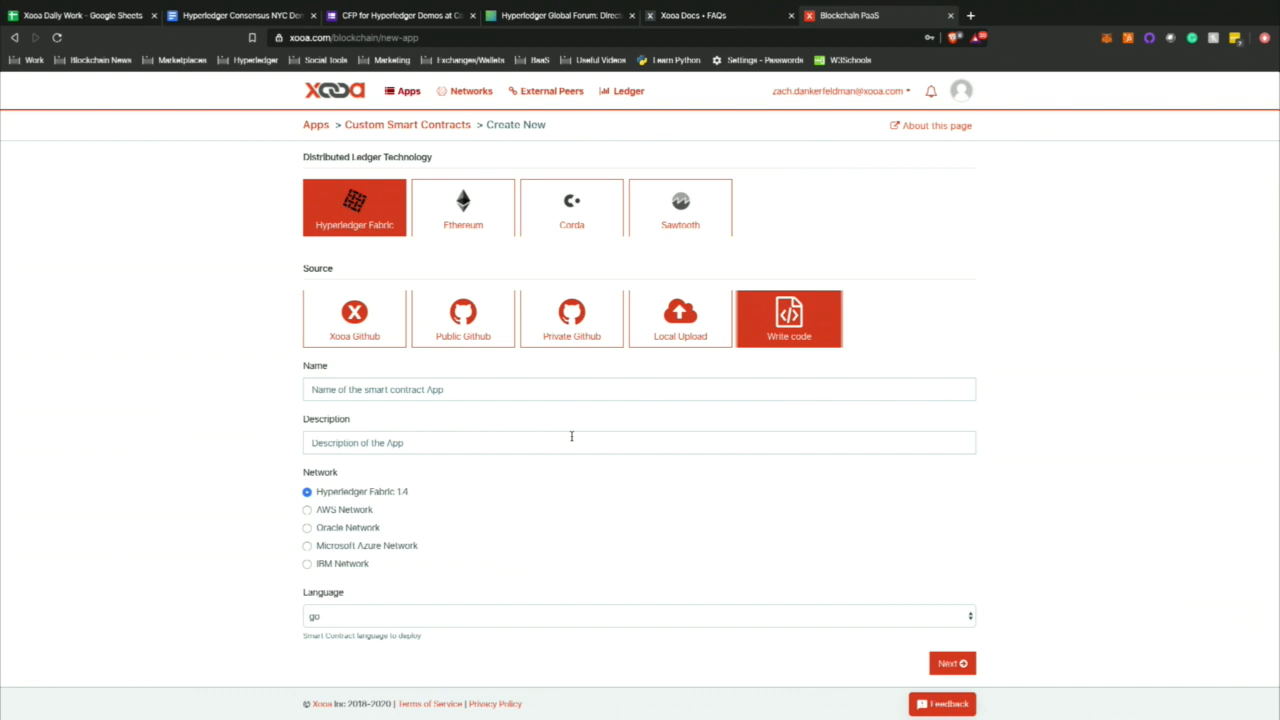 Xooa Daily Work - Google Sheets
Hyperledger Consensus NYC Den
CFP for Hyperledger Demos at C
Hyperledger Global Forum: Direct
Xooa Docs • FAQs
Blockchain PaaS
xooa.com/blockchain/new-app
Work
Blockchain News
Marketplaces
Hyperledger
Social Tools
Marketing
Exchanges/Wallets
BaaS
Useful Videos
Learn Python
Settings - Passwords
W3Schools
xooa
Apps
Networks
External Peers
Ledger
zach.dankerfeldman@xooa.com
Apps > Custom Smart Contracts > Create New
About this page
Distributed Ledger Technology
Hyperledger Fabric
Ethereum
Corda
Sawtooth
Source
Xooa Github
Public Github
Private Github
Local Upload
Write code
Name
Name of the smart contract App
Description
Description of the App
Network
Hyperledger Fabric 1.4
AWS Network
Oracle Network
Microsoft Azure Network
IBM Network
Language
go
Smart Contract language to deploy
Next
© Xooa Inc 2018-2020 | Terms of Service | Privacy Policy
Feedback